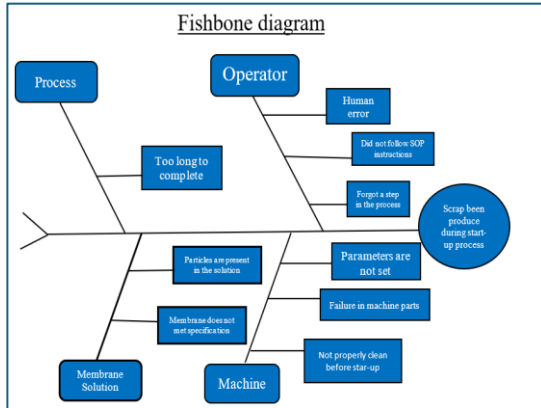 Fishbone diagram
Process
Operator
Human
error
Did not follow SOP
instructions
Too long to
complete
Forgot a step
in the process
Scrap been
produce
during start-
up process
Particles are present
in the solution
Parameters are
not set
Membrane does not
met specification
Failure in machine parts
Not properly clean
before star-up
Membrane
Solution
Machine